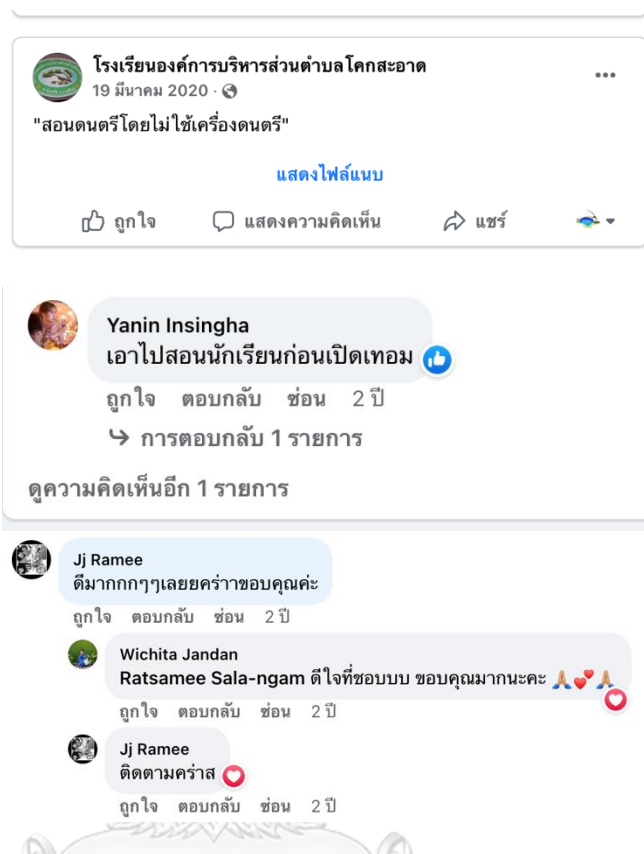 โรงเรียนองค์การบริหารส่วนตำบลโคกสะอาด
19 มีนาคม 2020 ·
"สอนดนตรีโดยไม่ใช้เครื่องดนตรี"
แสดงไฟล์แนบ
ถูกใจ แสดงความคิดเห็น แชร์
Yanin Insingha
เอาไปสอนนักเรียนก่อนเปิดเทอม
ถูกใจ ตอบกลับ ซ่อน 2 ปี
การตอบกลับ 1 รายการ
ดูความคิดเห็นอีก 1 รายการ
Jj Ramee
ดีมากกกๆๆเลยยคร่าาขอบคุณค่ะ
ถูกใจ ตอบกลับ ซ่อน 2 ปี
Wichita Jandan
Ratsamee Sala-ngam ดีใจที่ชอบบบ ขอบคุณมากนะคะ 🙏💕🙏
ถูกใจ ตอบกลับ ซ่อน 2 ปี
Jj Ramee
ติดตามคร่าส
ถูกใจ ตอบกลับ ซ่อน 2 ปี